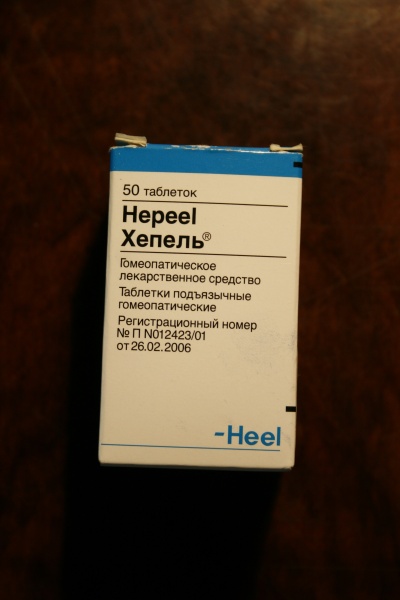 50 таблеток
Hepeel
Хепель®
Гомеопатическое
лекарственное средство
Таблетки подъязычные
гомеопатические
Регистрационный номер
№ П N012423/01
от 26.02.2006
-Heel